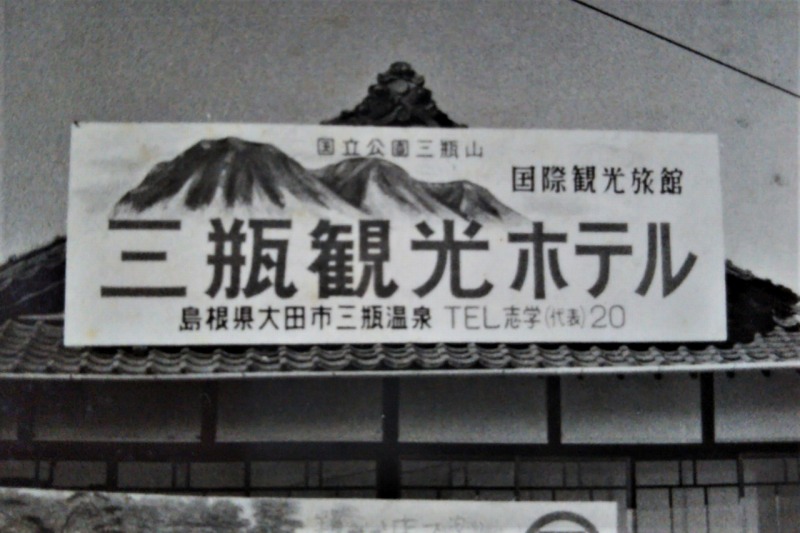 国立公園三瓶山
国際観光旅館
三瓶観光ホテル
島根県大田市三瓶温泉 TEL志学(代表)20